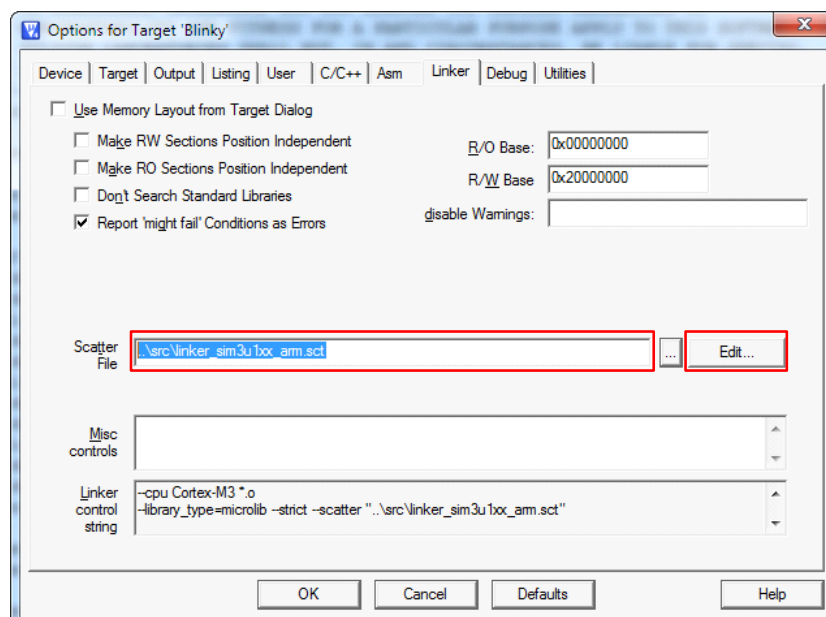 Options for Target 'Blinky'
Device Target Output Listing User C/C++ Asm Linker Debug Utilities
Use Memory Layout from Target Dialog
Make RW Sections Position Independent
Make RO Sections Position Independent
Don't Search Standard Libraries
Report 'might fail' Conditions as Errors
R/O Base: 0x00000000
R/W Base 0x20000000
disable Warnings:
Scatter
File
..\src\linker_sim3u1xx_arm.sct
... Edit...
Misc
controls
Linker
control
string
--cpu Cortex-M3 *.o
--library_type=microlib --strict --scatter "..\src\linker_sim3u1xx_arm.sct"
OK Cancel Defaults Help